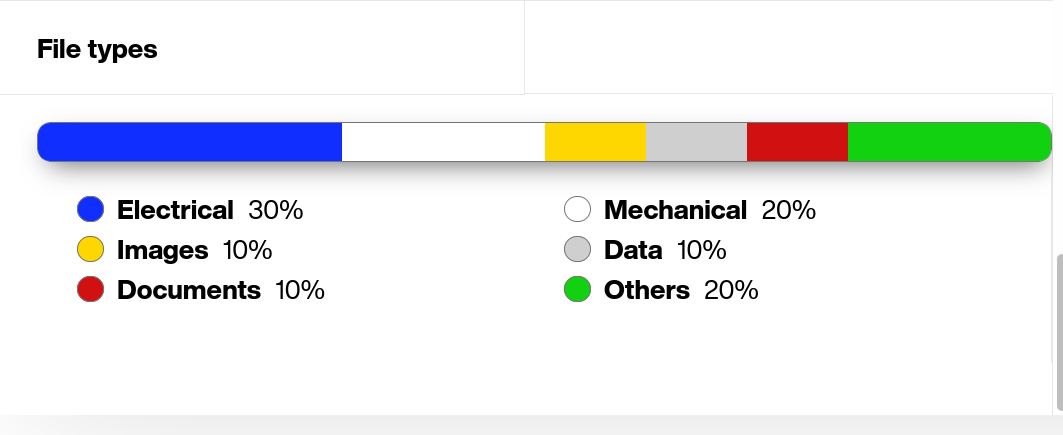 File types
Electrical 30%
Mechanical 20%
Images 10%
Data 10%
Documents 10%
Others 20%